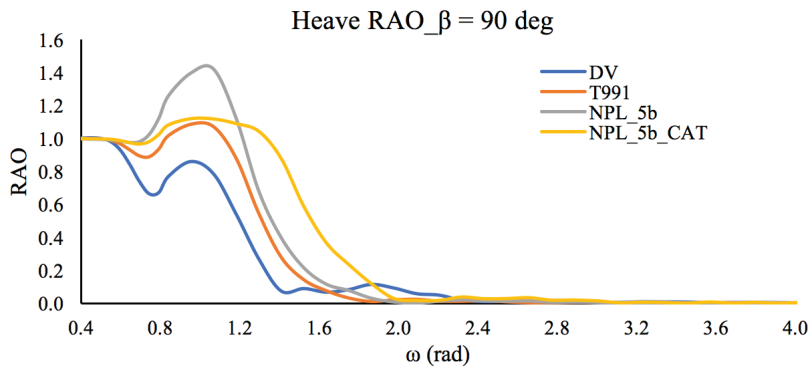 Heave RAO_β = 90 deg
1.6
1.4
1.2
1.0
0.8
0.6
0.4
0.2
0.0
RAO
DV
T991
NPL_5b
NPL_5b_CAT
0.4 0.8 1.2 1.6 2.0 2.4 2.8 3.2 3.6 4.0
ω (rad)